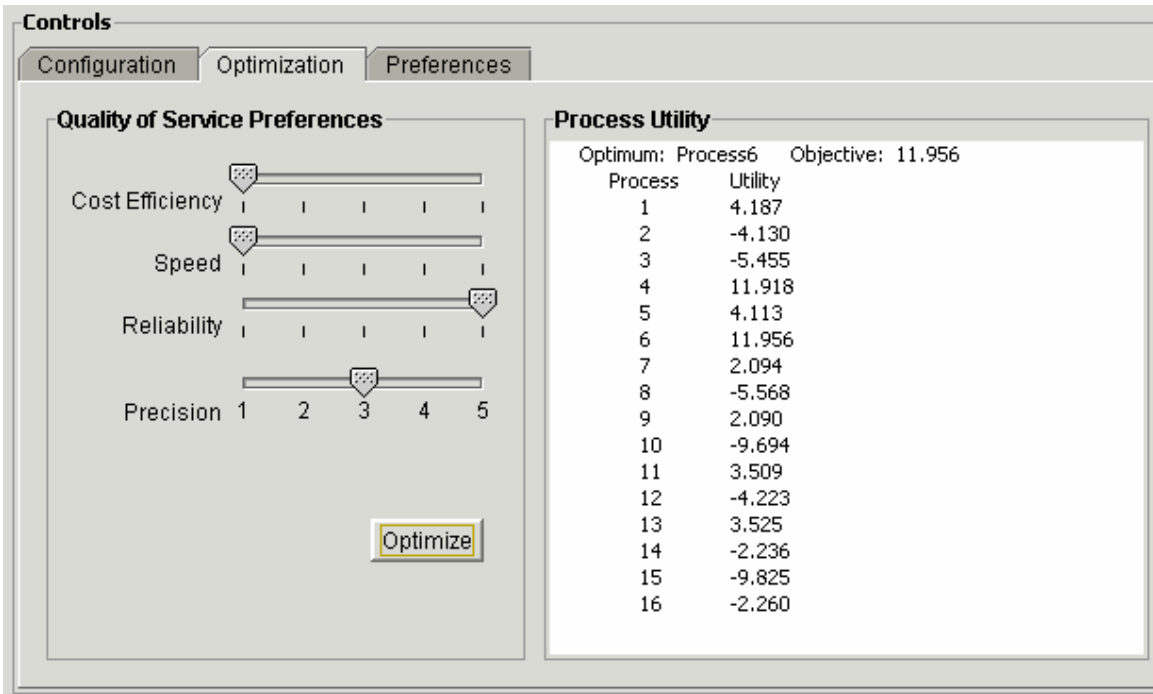 Controls
Configuration Optimization Preferences
Quality of Service Preferences
Cost Efficiency
Speed
Reliability
Precision 1 2 3 4 5
Optimize
Process Utility
Optimum: Process6 Objective: 11.956
Process Utility
1 4.187
2 -4.130
3 -5.455
4 11.918
5 4.113
6 11.956
7 2.094
8 -5.568
9 2.090
10 -9.694
11 3.509
12 -4.223
13 3.525
14 -2.236
15 -9.825
16 -2.260